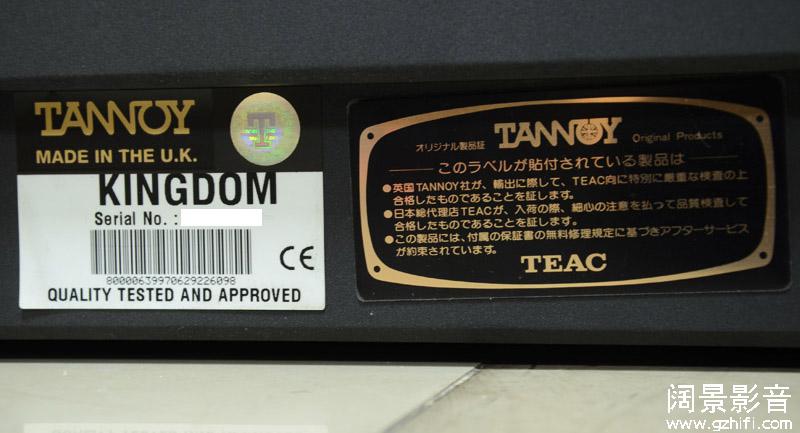 TANNOY
T
MADE IN THE U.K.
KINGDOM
Serial No. :
CE
80000639970629226098
QUALITY TESTED AND APPROVED
オリジナル製品証 TANNOY Original Products
このラベルが貼付されている製品は
●英国TANNOY社が、輸出に際して、TEAC向に特別に厳重な検査の上
合格したものであることを証します。
●日本総代理店TEACが、入荷の際、細心の注意を払って品質検査して
合格したものであることを証します。
●この製品には、付属の保証書の無料修理規定に基づきアフターサービス
が約束されています。
TEAC
阔景影音
www.gzhifi.com